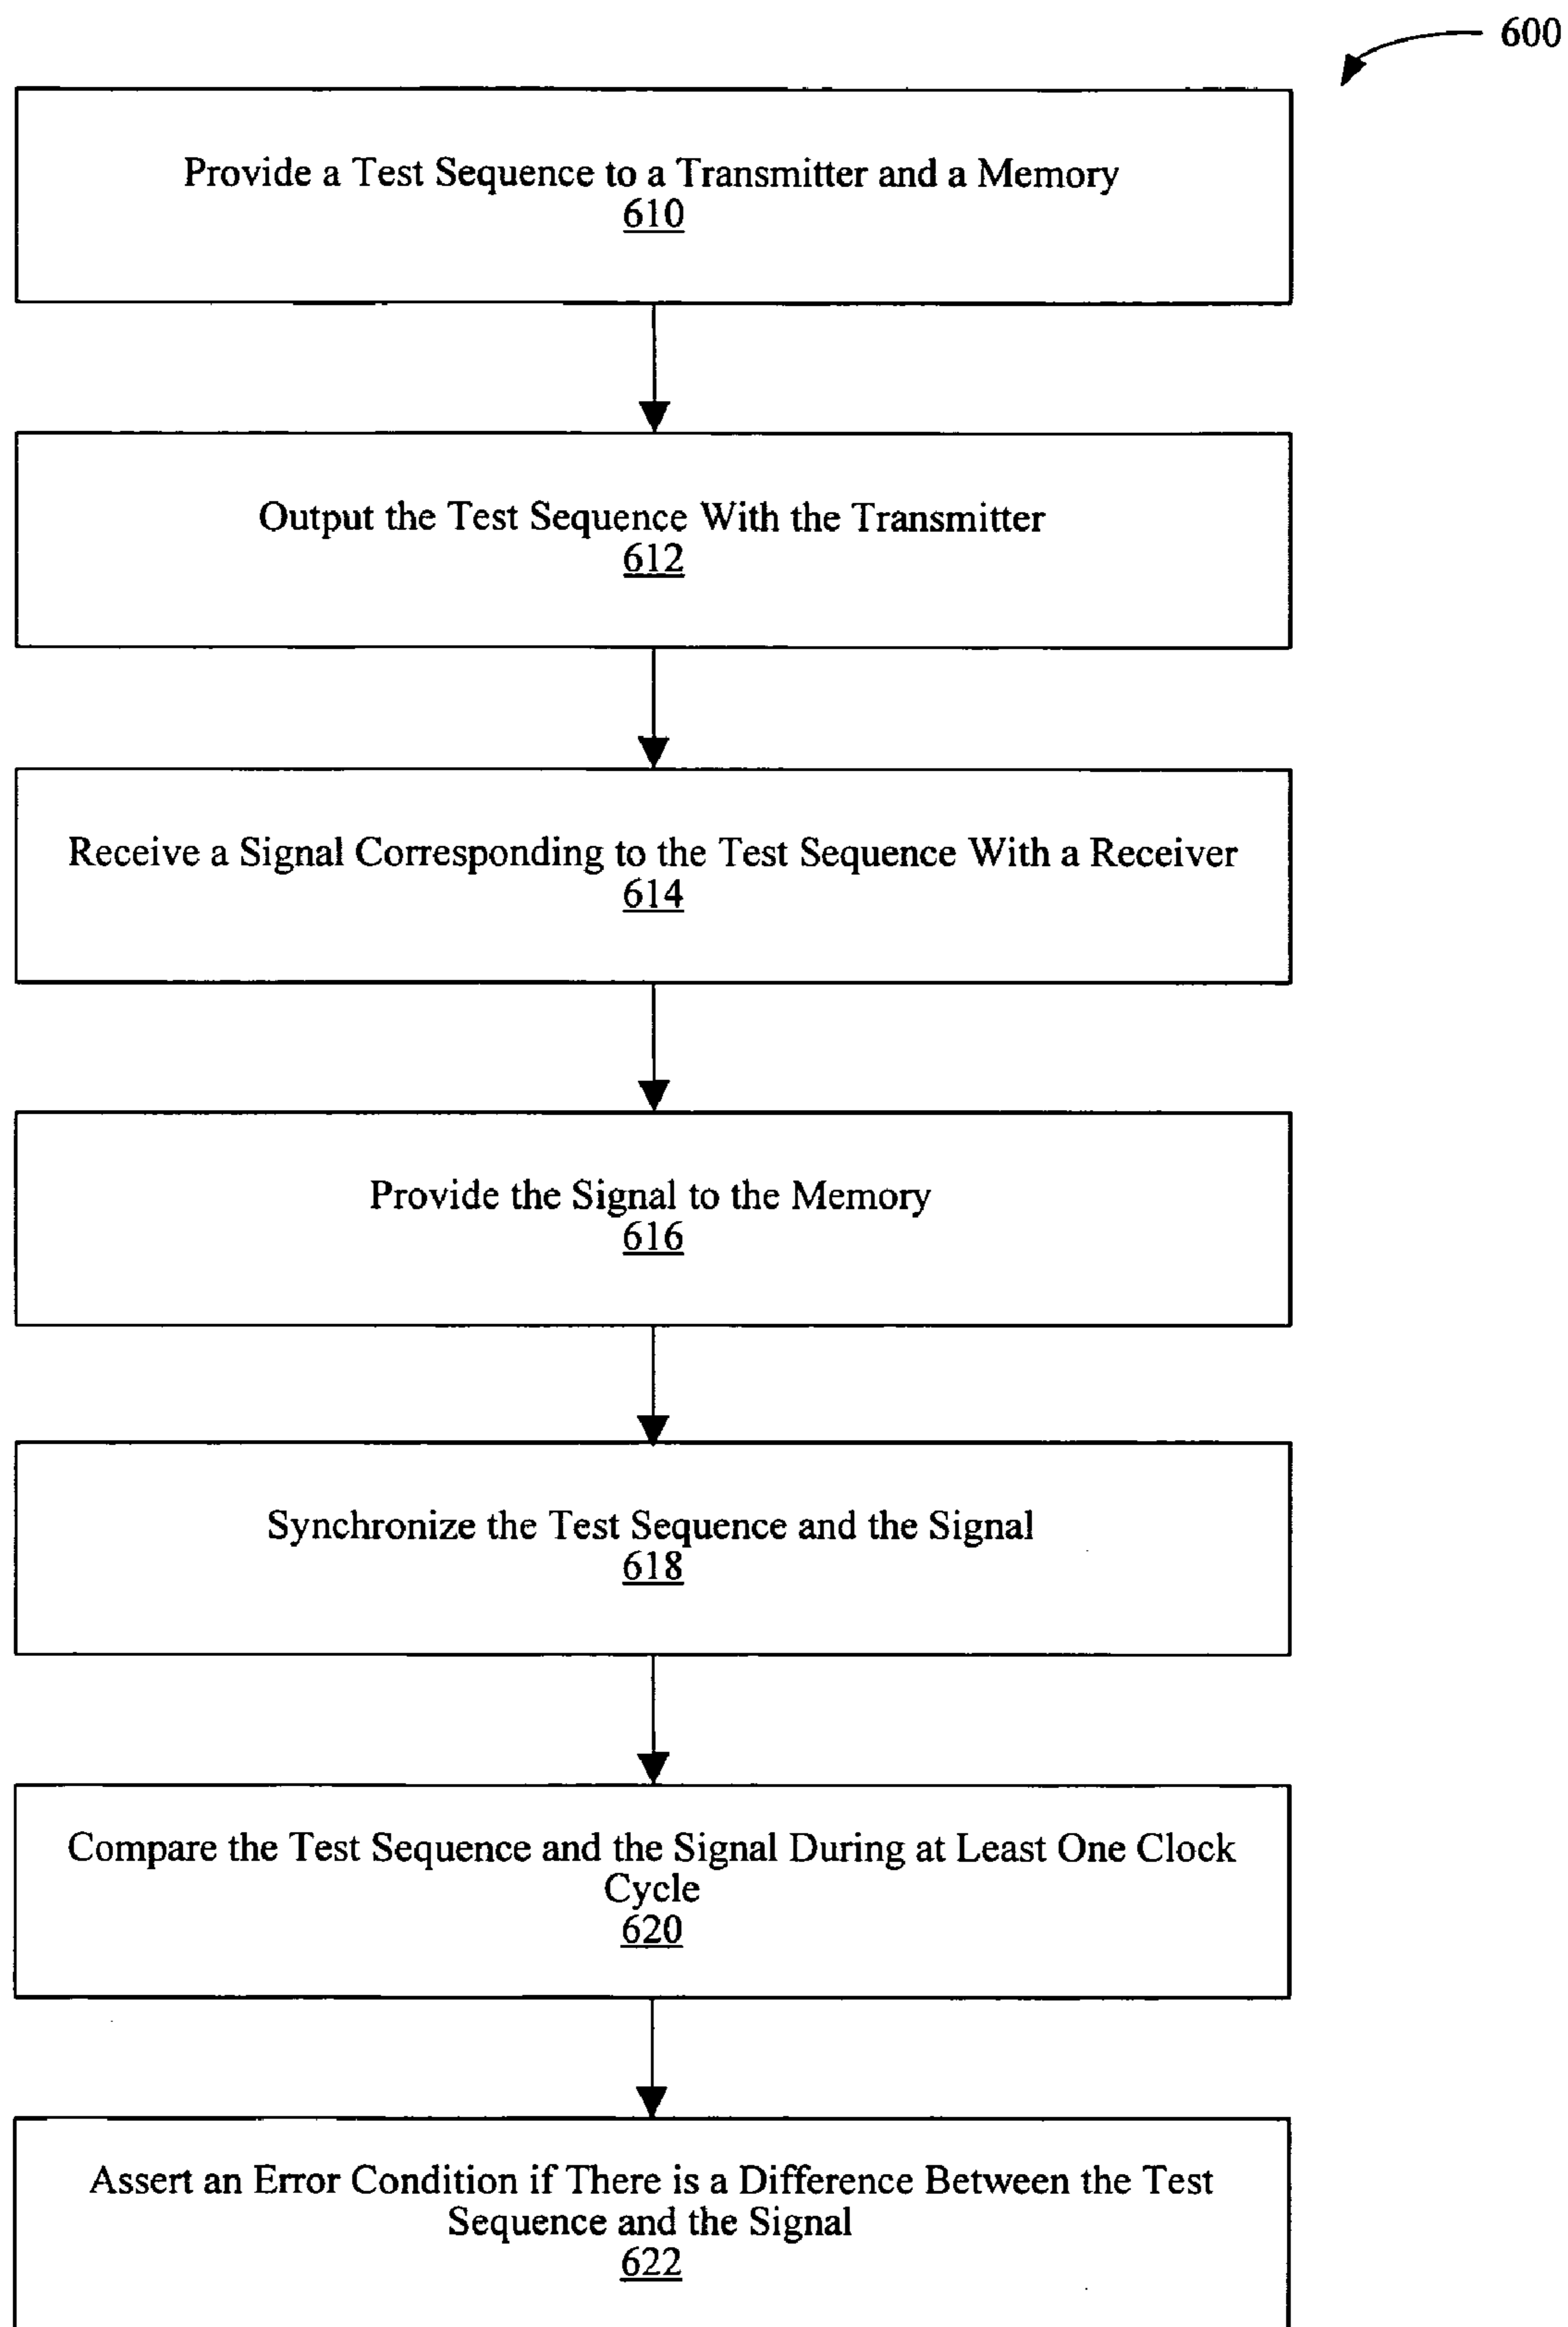 600
Provide a Test Sequence to a Transmitter and a Memory
610
Output the Test Sequence With the Transmitter
612
Receive a Signal Corresponding to the Test Sequence With a Receiver
614
Provide the Signal to the Memory
616
Synchronize the Test Sequence and the Signal
618
Compare the Test Sequence and the Signal During at Least One Clock
Cycle
620
Assert an Error Condition if There is a Difference Between the Test
Sequence and the Signal
622